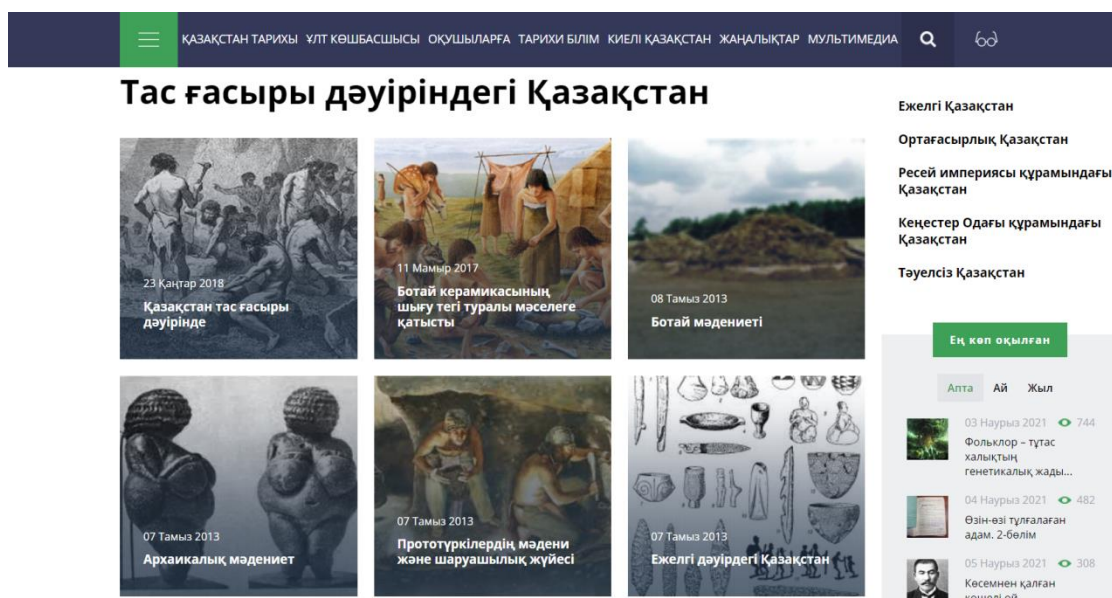 ҚАЗАҚСТАН ТАРИХЫ ҰЛТ КӨШБАСШЫСЫ ОҚУШЫЛАРҒА ТАРИХИ БІЛІМ КИЕЛІ ҚАЗАҚСТАН ЖАҢАЛЫҚТАР МУЛЬТИМЕДИА
Тас ғасыры дәуіріндегі Қазақстан
23 Қаңтар 2018
Қазақстан тас ғасыры
дәуірінде
11 Мамыр 2017
Ботай керамикасының
шығу тегі туралы мәселеге
қатысты
08 Тамыз 2013
Ботай мәдениеті
07 Тамыз 2013
Архаикалық мәдениет
07 Тамыз 2013
Прототүркілердің мәдени
және шаруашылық жүйесі
07 Тамыз 2013
Ежелгі дәуірдегі Қазақстан
Ежелгі Қазақстан
Ортағасырлық Қазақстан
Ресей империясы құрамындағы
Қазақстан
Кеңестер Одағы құрамындағы
Қазақстан
Тәуелсіз Қазақстан
Ең көп оқылған
Апта Ай Жыл
03 Наурыз 2021 744
Фольклор – тұтас
халықтың
генетикалық жады...
04 Наурыз 2021 482
Өзін-өзі тұлғалаған
адам. 2-бөлім
05 Наурыз 2021 308
Көсемнен қалған